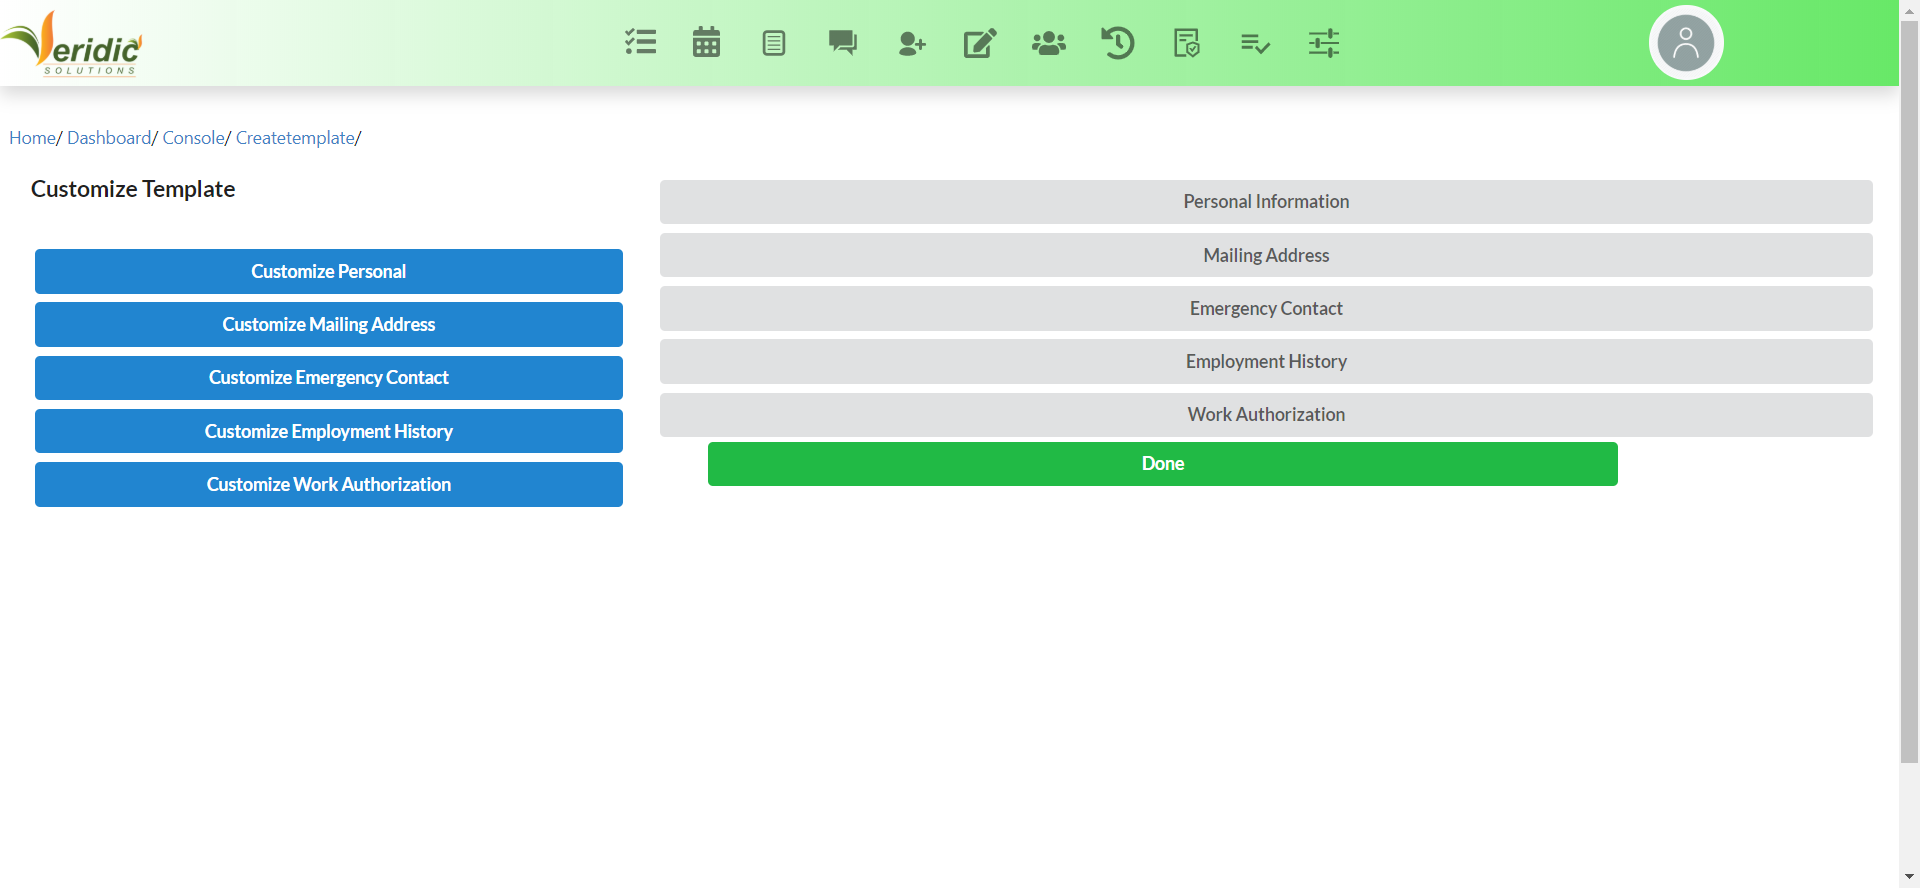 Veridic
SOLUTIONS
Home/ Dashboard/ Console/ Createtemplate/
Customize Template
Customize Personal
Customize Mailing Address
Customize Emergency Contact
Customize Employment History
Customize Work Authorization
Personal Information
Mailing Address
Emergency Contact
Employment History
Work Authorization
Done